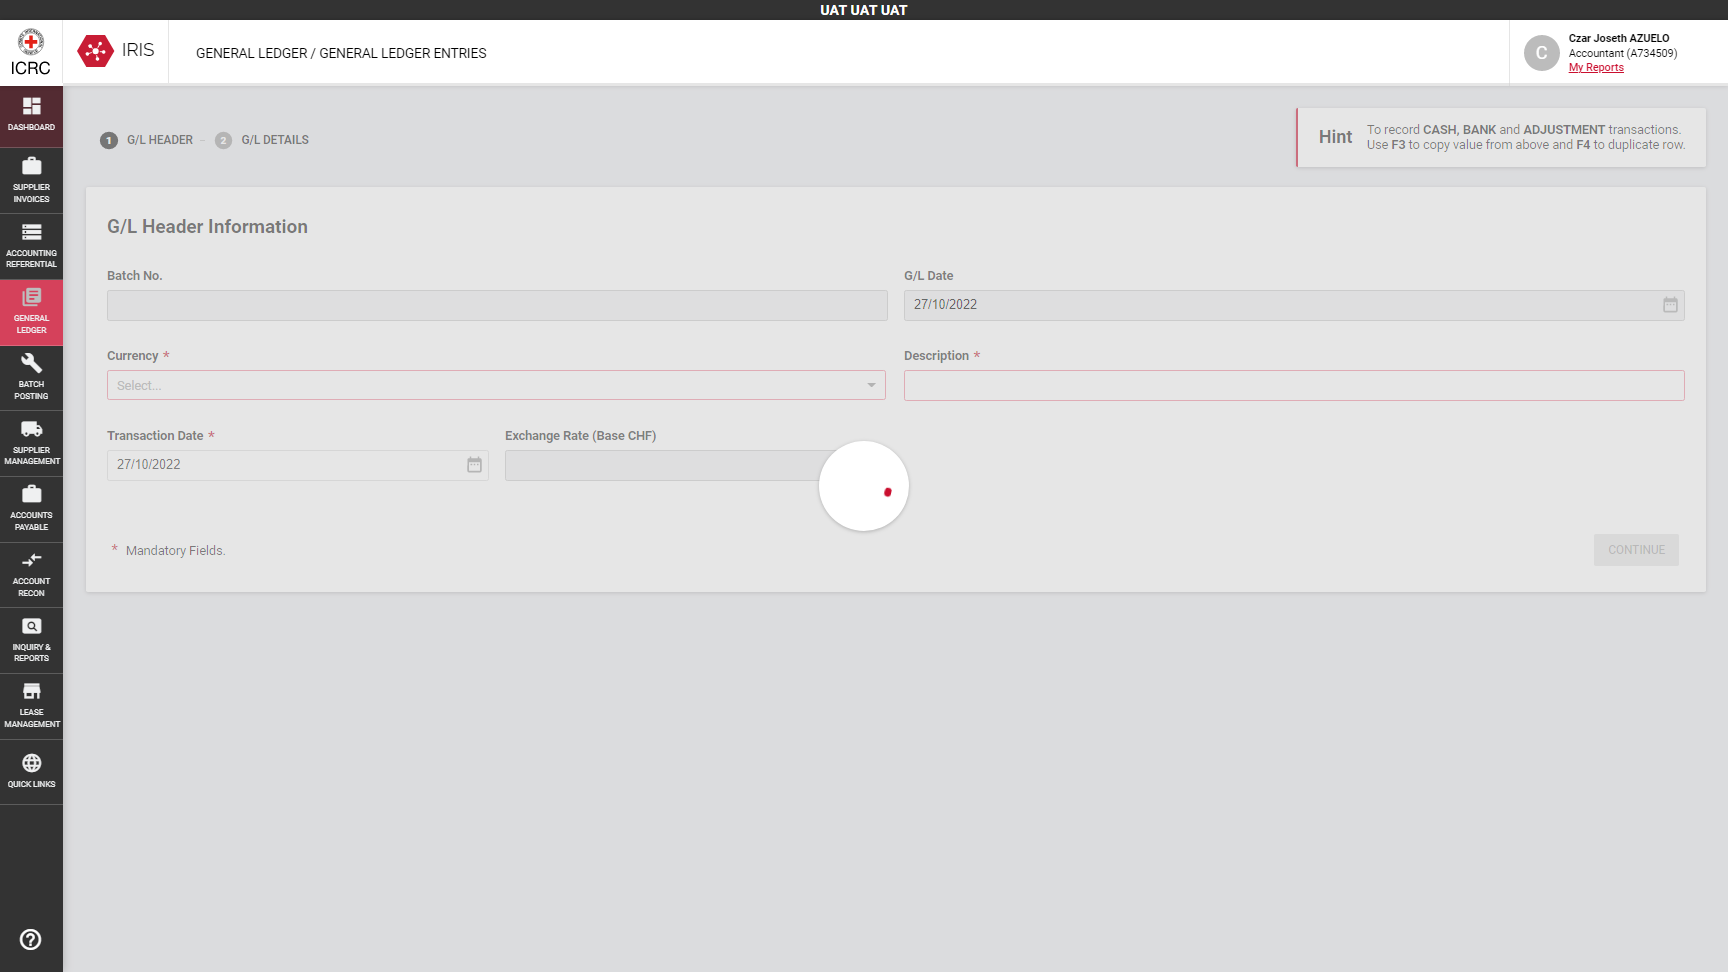 UAT UAT UAT
ICRC
IRIS
GENERAL LEDGER / GENERAL LEDGER ENTRIES
C
Czar Joseth AZUELO
Accountant (A734509)
My Reports
DASHBOARD
SUPPLIER
INVOICES
ACCOUNTING
REFERENTIAL
GENERAL
LEDGER
BATCH
POSTING
SUPPLIER
MANAGEMENT
ACCOUNTS
PAYABLE
ACCOUNT
RECON
INQUIRY &
REPORTS
LEASE
MANAGEMENT
QUICK LINKS
1 G/L HEADER - 2 G/L DETAILS
Hint
To record CASH, BANK and ADJUSTMENT transactions.
Use F3 to copy value from above and F4 to duplicate row.
G/L Header Information
Batch No.
G/L Date
27/10/2022
Currency *
Select...
Description *
Transaction Date *
27/10/2022
Exchange Rate (Base CHF)
* Mandatory Fields.
CONTINUE